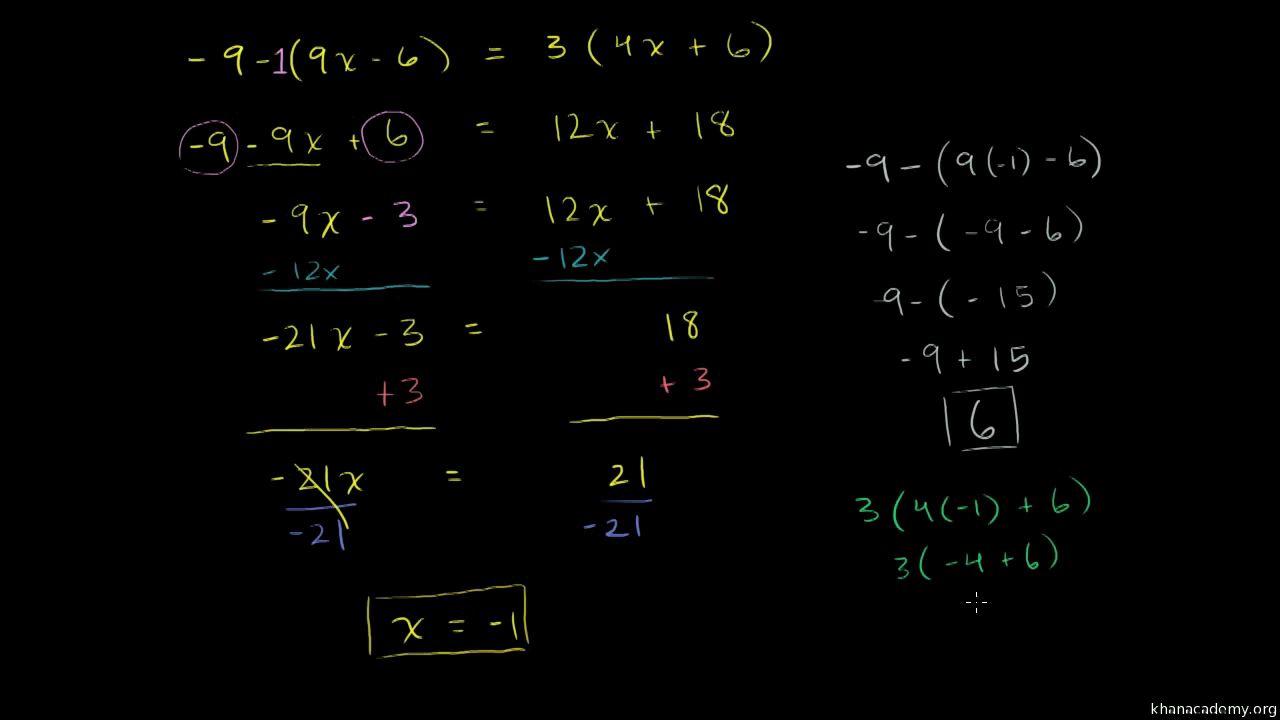 -9-1(9x-6) = 3(4x+6)
-9-9x+6 = 12x+18
-9x-3 = 12x+18
-12x -12x
-21x-3 = 18
+3 +3
-21x = 21
-21 -21
x = -1
-9-(9(-1)-6)
-9-(-9-6)
-9-(-15)
-9+15
6
3(4(-1)+6)
3(-4+6)
khanacademy.org